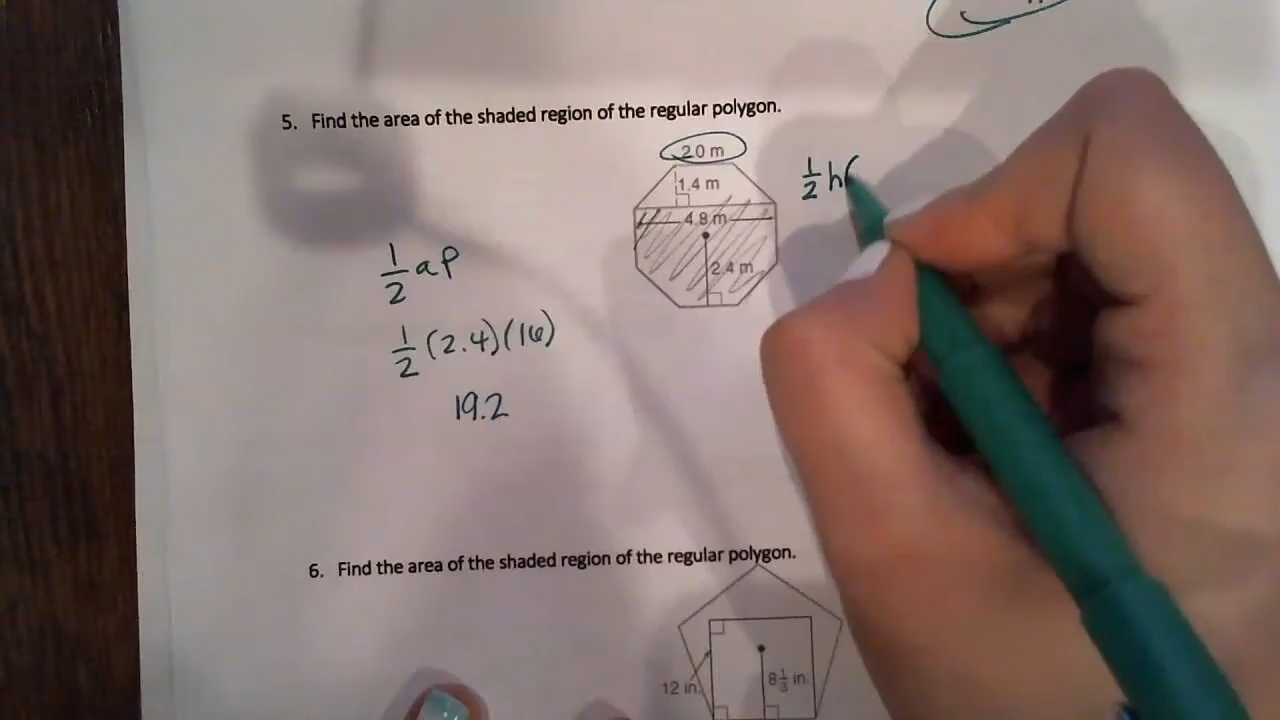 5. Find the area of the shaded region of the regular polygon.
2.0 m
1.4 m
4.8 m
2.4 m
1/2 h(
1/2 a P
1/2 (2.4)(16)
19.2
6. Find the area of the shaded region of the regular polygon.
12 in.
8 1/3 in.